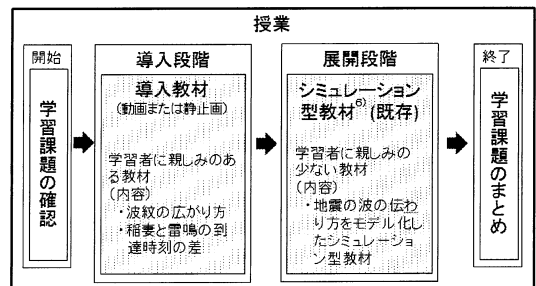 授業
開始
学習課題の確認
導入段階
導入教材
(動画または静止画)
学習者に親しみのあ
る教材
(内容)
・波紋の広がり方
・稲妻と雷鳴の到
達時刻の差
展開段階
シミュレーション
型教材6)(既存)
学習者に親しみの
少ない教材
(内容)
・地震の波の伝わ
り方をモデル化し
たシミュレーショ
ン型教材
終了
学習課題のまとめ